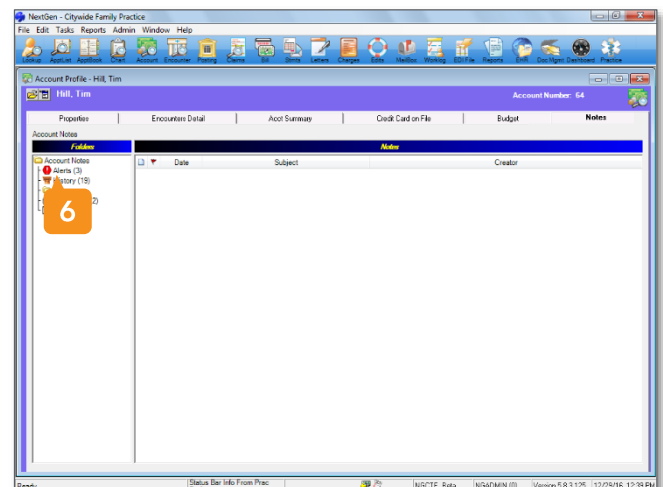 NextGen - Citywide Family Practice
File Edit Tasks Reports Admin Window Help
Lookup ApptList ApptBook Chart Account Encounter Posting Claims Bill Stmts Letters Charges Edits MailBox Worklog EDI File Reports EHR Doc Mgmt Dashboard Practice
Account Profile - Hill, Tim
Hill, Tim Account Number: 64
Properties Encounters Detail Acct Summary Credit Card on File Budget Notes
Account Notes
Folders Notes
Account Notes Date Subject Creator
Alerts (3)
History (19)
2)
6
Ready Status Bar Info From Prac NGCTF_Beta NGADMIN (0) Version 5.8.3.125 12/29/16 12:39 PM